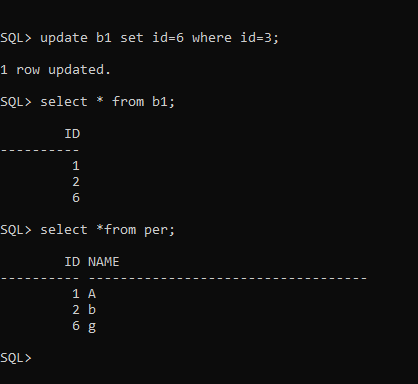 SQL> update b1 set id=6 where id=3;
1 row updated.
SQL> select * from b1;
ID
----------
1
2
6
SQL> select *from per;
ID NAME
---------- -----------------------------------
1 A
2 b
6 g
SQL>